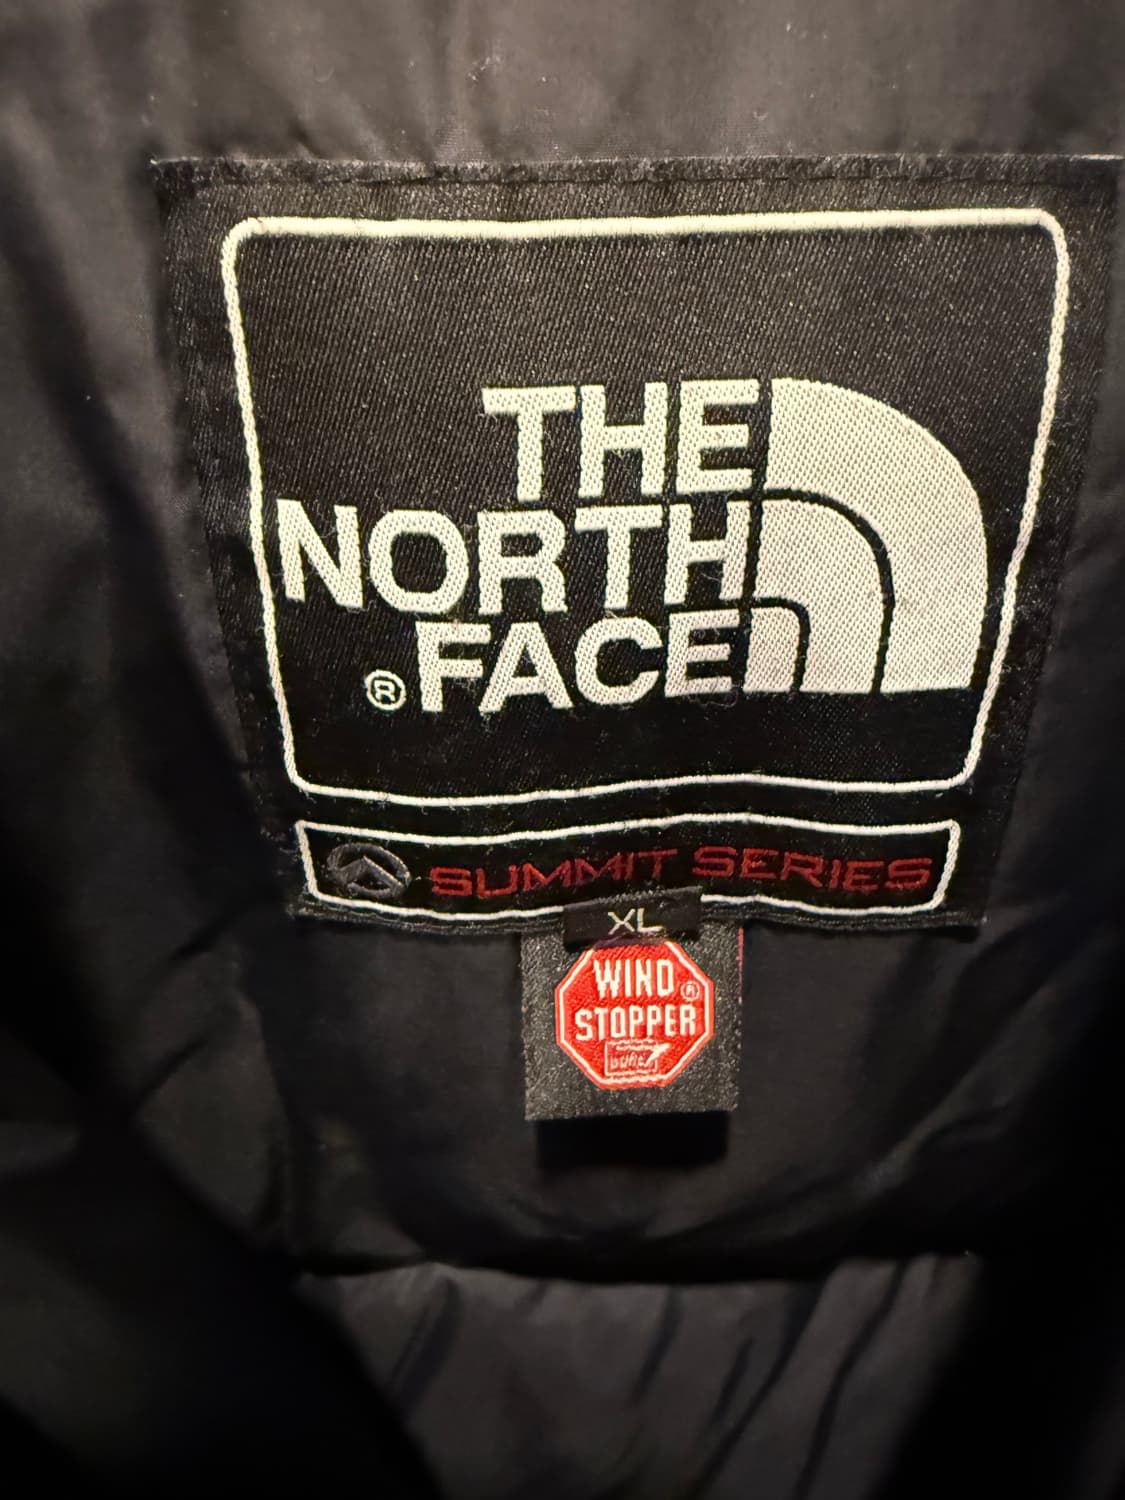 THE
NORTH
® FACE
SUMMIT SERIES
XL
WIND®
STOPPER